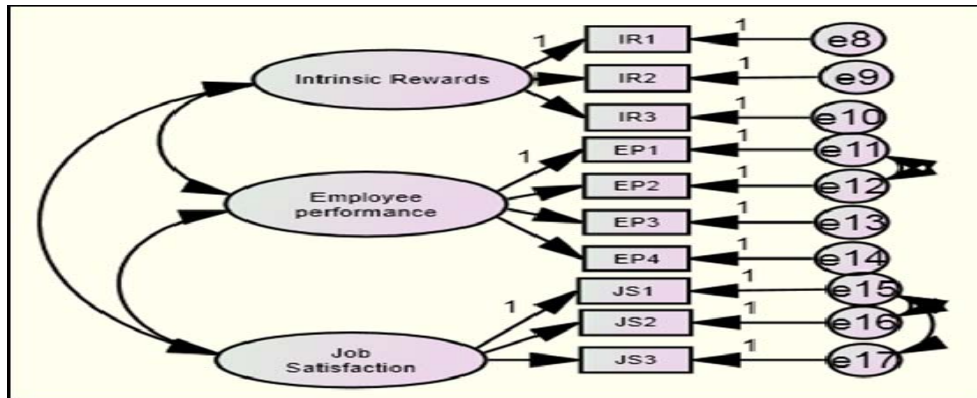 1
IR1
1
e8
Intrinsic Rewards
IR2
1
e9
IR3
1
e10
1
EP1
1
e11
Employee
performance
EP2
1
e12
EP3
1
e13
EP4
1
e14
1
JS1
1
e15
JS2
1
e16
Job
Satisfaction
JS3
1
e17